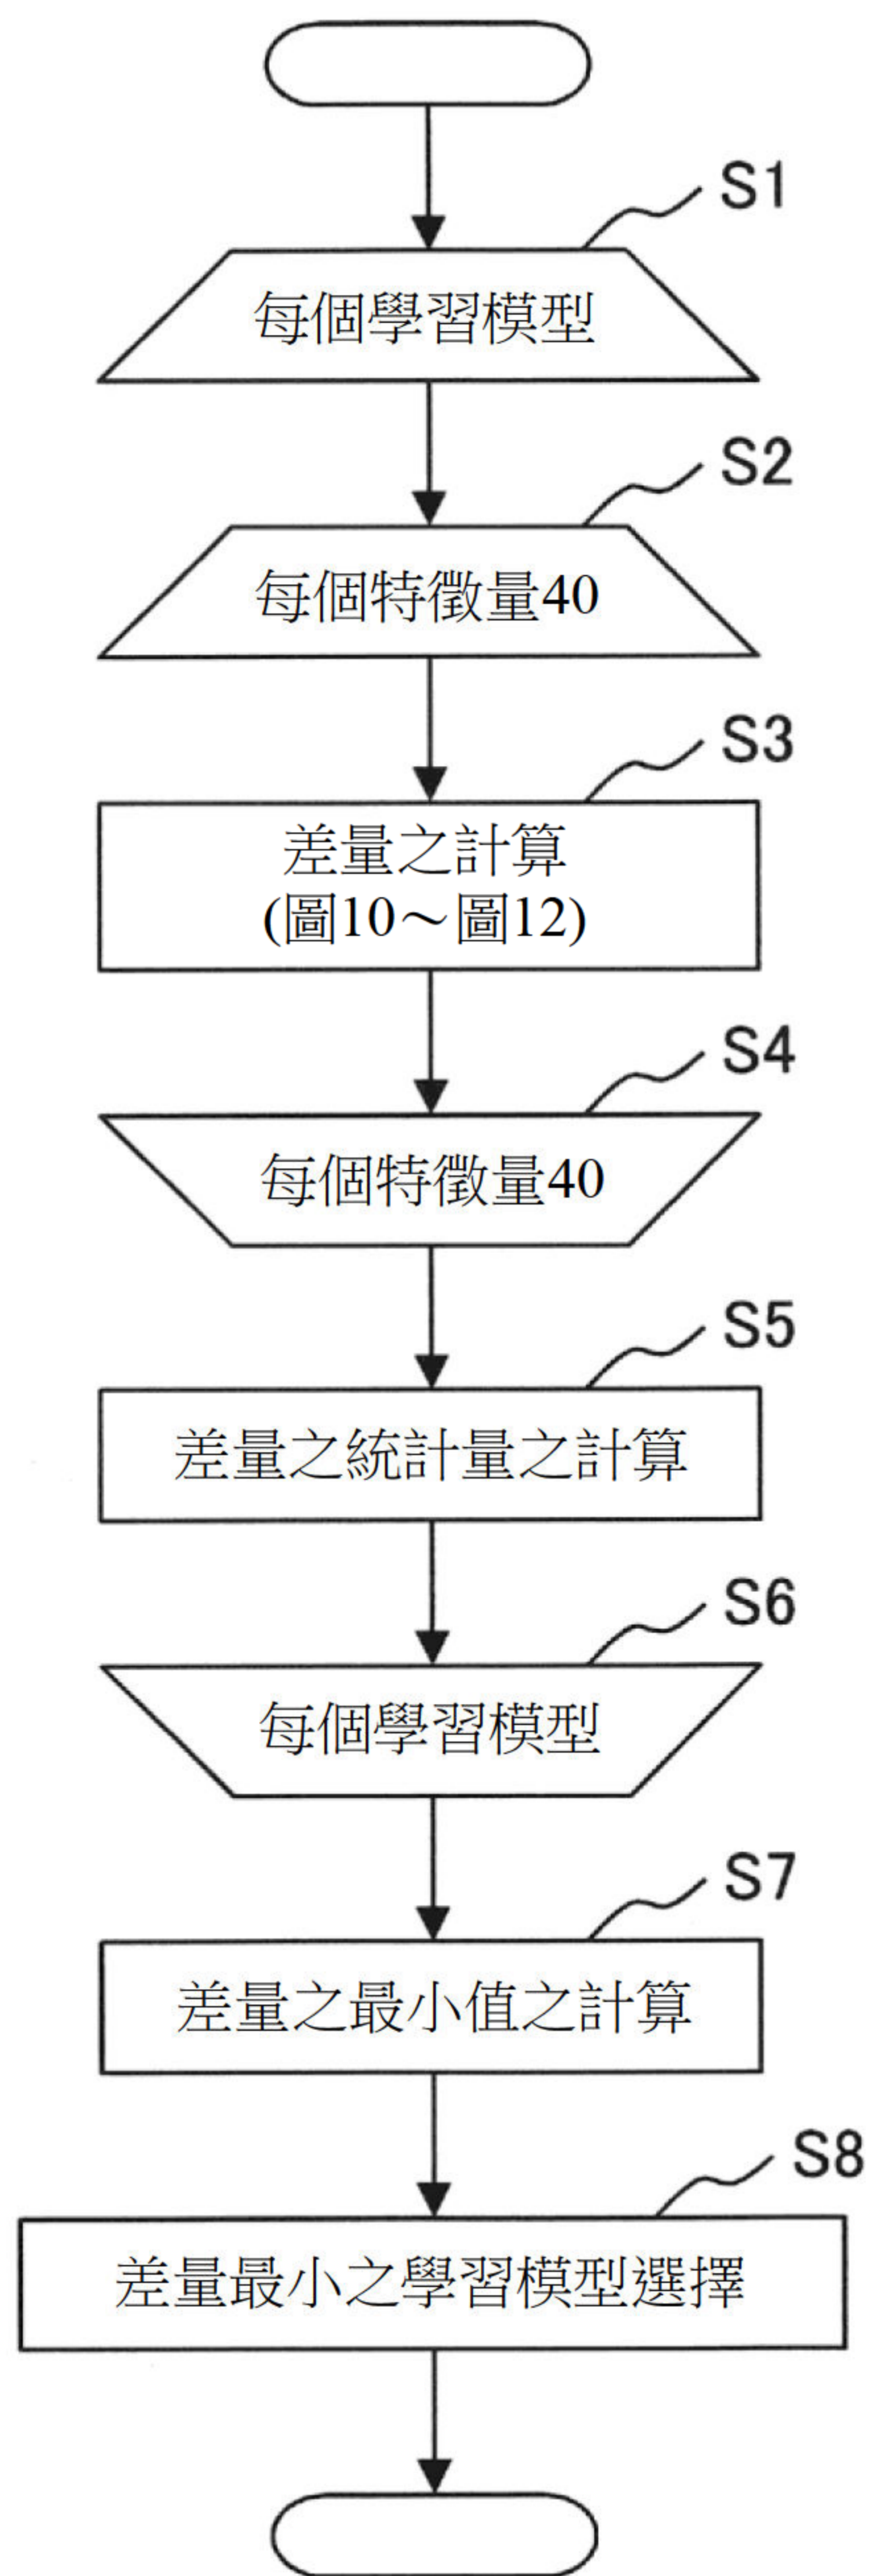 S1
每個學習模型
S2
每個特徵量40
S3
差量之計算
(圖10～圖12)
S4
每個特徵量40
S5
差量之統計量之計算
S6
每個學習模型
S7
差量之最小值之計算
S8
差量最小之學習模型選擇